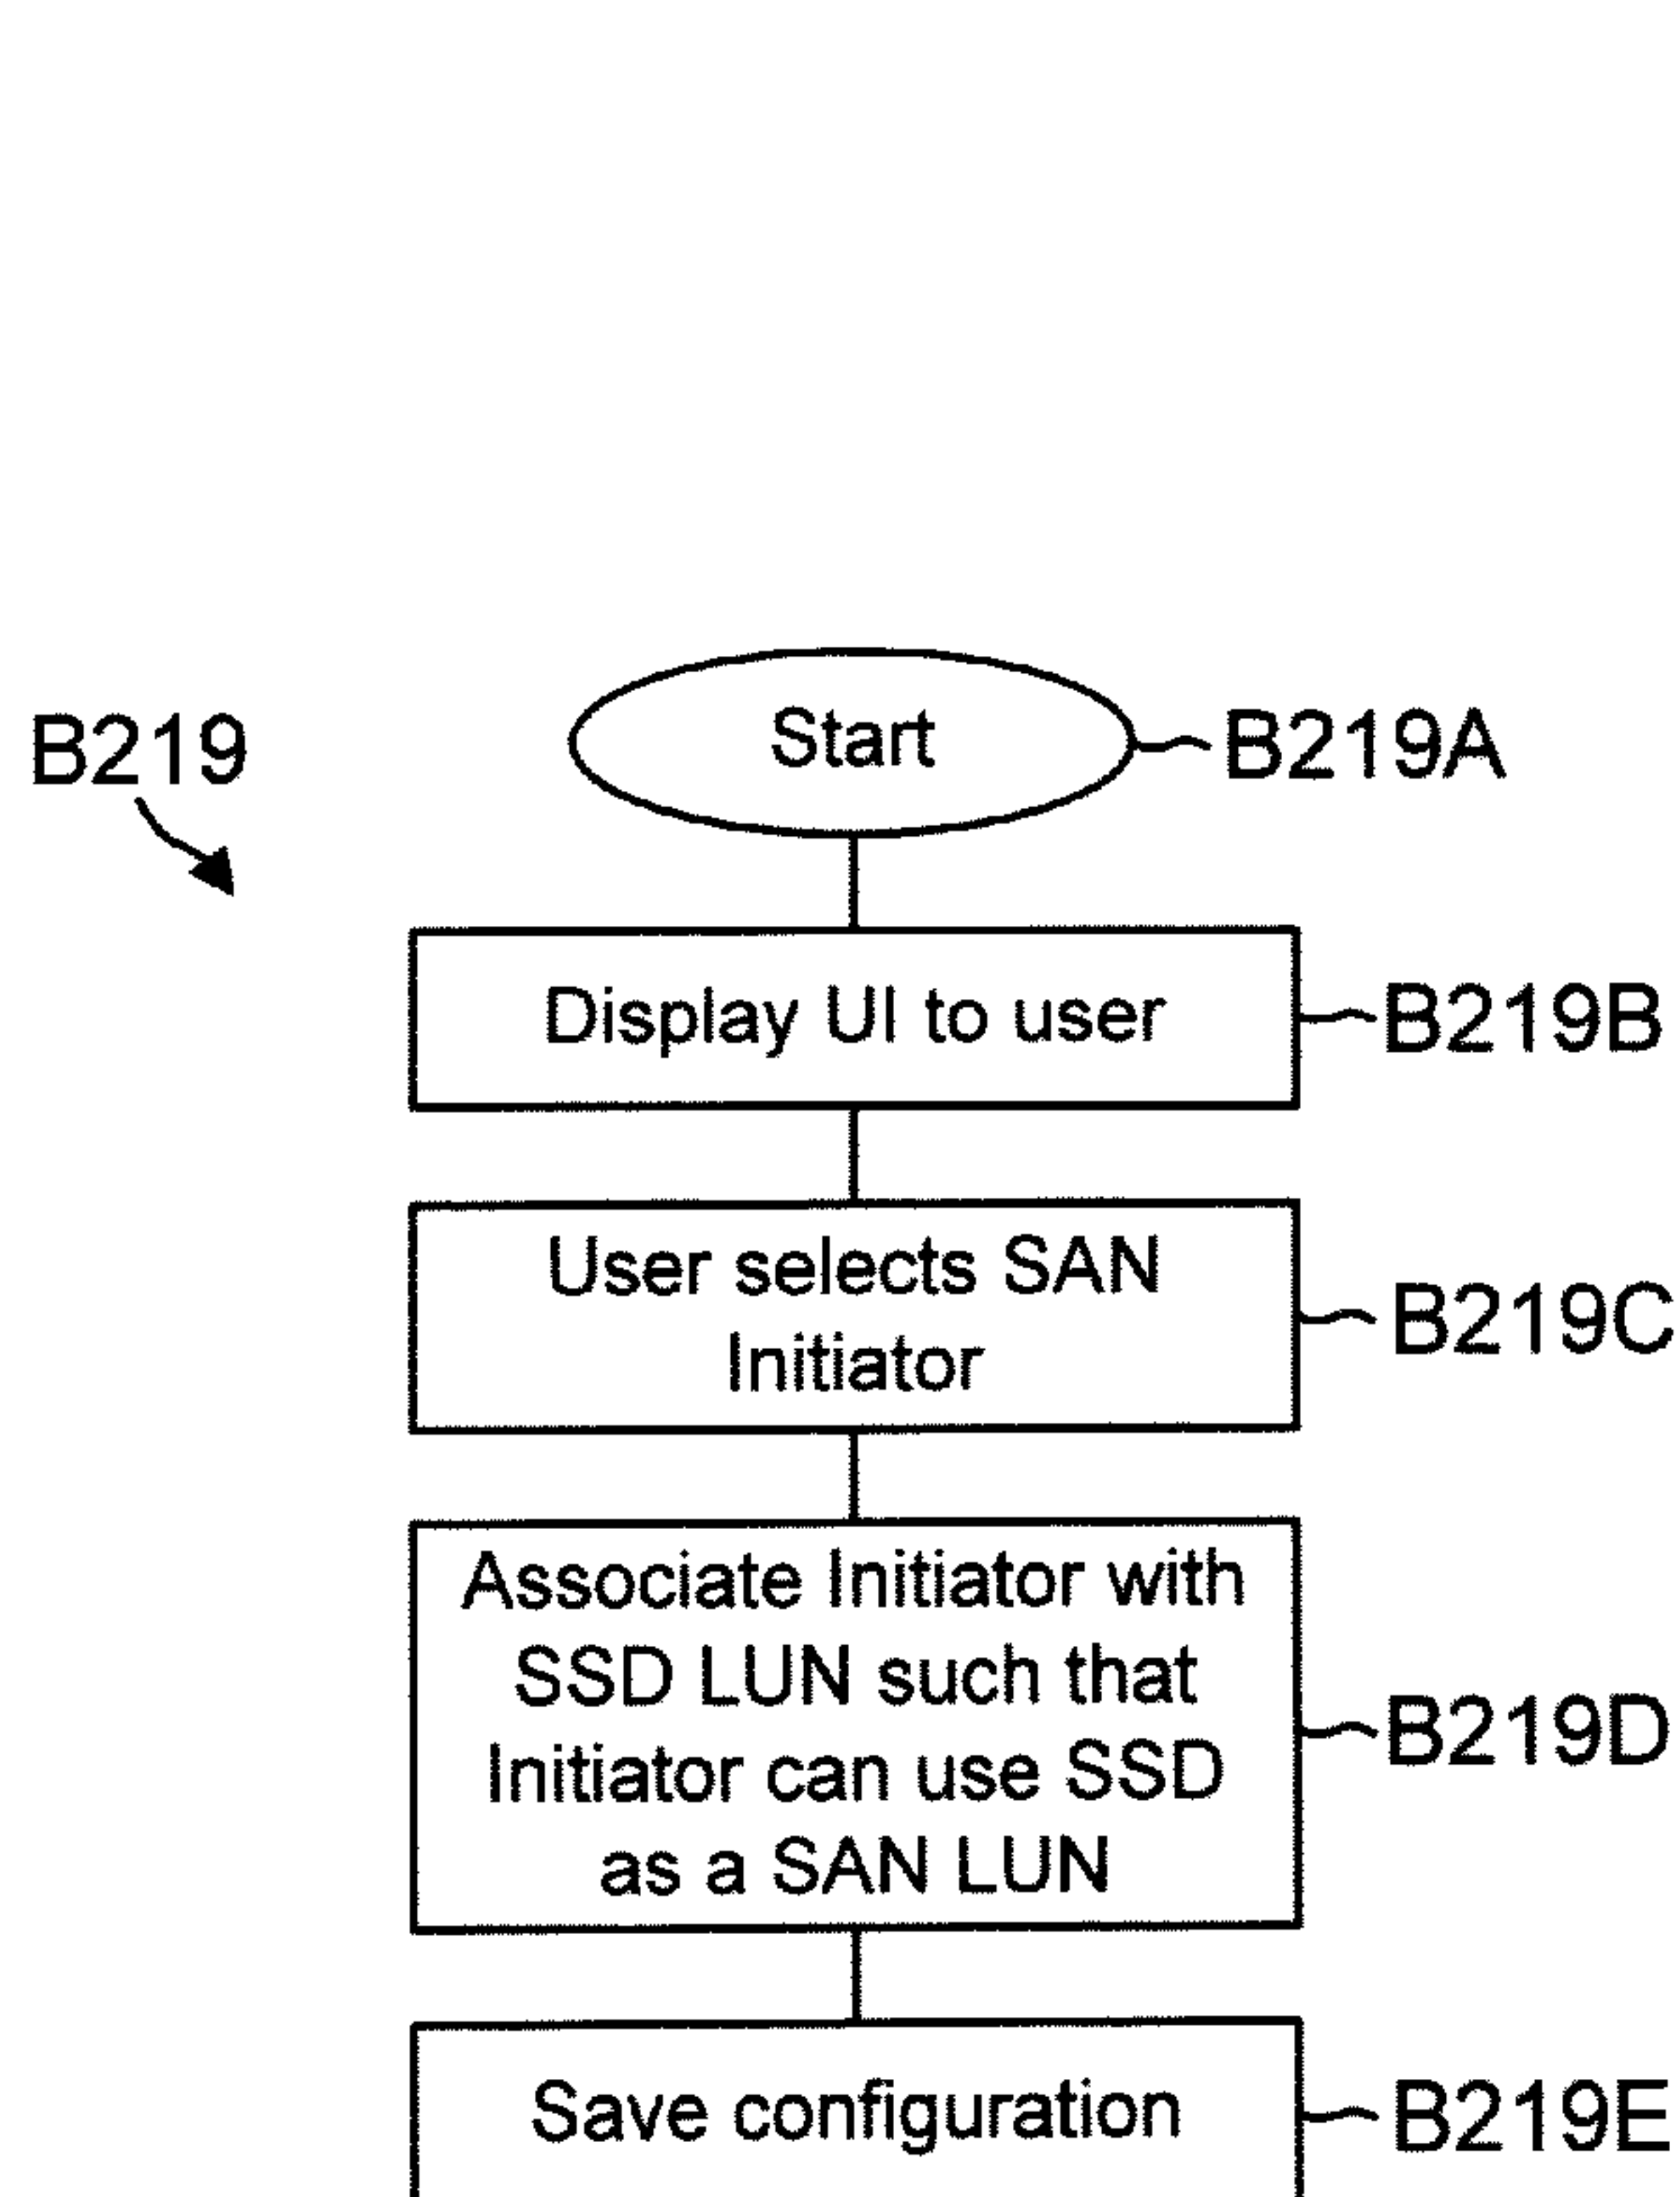 B219
Start
B219A
Display UI to user
B219B
User selects SAN
Initiator
B219C
Associate Initiator with
SSD LUN such that
Initiator can use SSD
as a SAN LUN
B219D
Save configuration
B219E